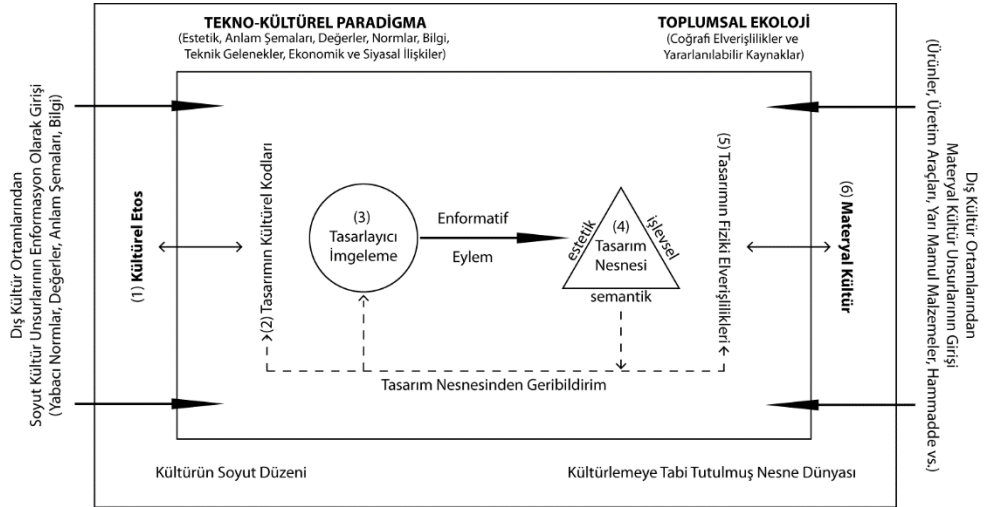 TEKNO-KÜLTÜREL PARADİGMA
(Estetik, Anlam Şemaları, Değerler, Normlar, Bilgi,
Teknik Gelenekler, Ekonomik ve Siyasal İlişkiler)
TOPLUMSAL EKOLOJİ
(Coğrafi Elverişlilikler ve
Yararlanılabilir Kaynaklar)
Dış Kültür Ortamlarından
Soyut Kültür Unsurlarının Enformasyon Olarak Girişi
(Yabacı Normlar, Değerler, Anlam Şemaları, Bilgi)
(1) Kültürel Etos
(2) Tasarımın Kültürel Kodları
(3)
Tasarlayıcı
İmgeleme
Enformatif
Eylem
estetik
işlevsel
(4)
Tasarım
Nesnesi
semantik
(5) Tasarımın Fiziki Elverişlilikleri
(6) Materyal Kültür
Dış Kültür Ortamlarından
Materyal Kültür Unsurlarının Girişi
(Ürünler, Üretim Araçları, Yarı Mamul Malzemeler, Hammadde vs.)
Tasarım Nesnesinden Geribildirim
Kültürün Soyut Düzeni
Kültürlemeye Tabi Tutulmuş Nesne Dünyası